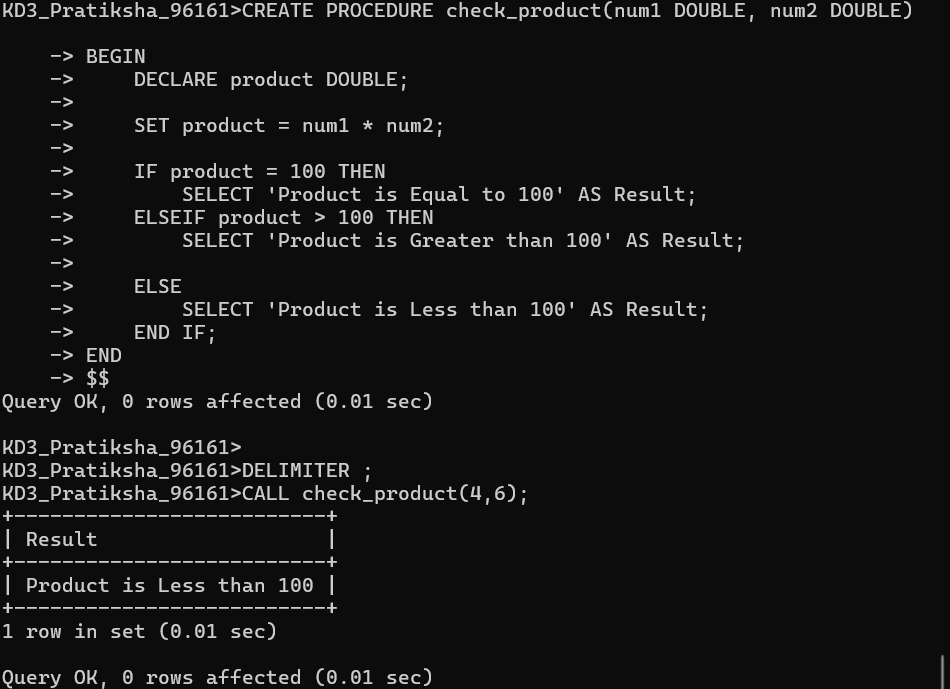 KD3_Pratiksha_96161>CREATE PROCEDURE check_product(num1 DOUBLE, num2 DOUBLE)
    -> BEGIN
    ->     DECLARE product DOUBLE;
    ->
    ->     SET product = num1 * num2;
    ->
    ->     IF product = 100 THEN
    ->         SELECT 'Product is Equal to 100' AS Result;
    ->     ELSEIF product > 100 THEN
    ->         SELECT 'Product is Greater than 100' AS Result;
    ->
    ->     ELSE
    ->         SELECT 'Product is Less than 100' AS Result;
    ->     END IF;
    -> END
    -> $$
Query OK, 0 rows affected (0.01 sec)

KD3_Pratiksha_96161>
KD3_Pratiksha_96161>DELIMITER ;
KD3_Pratiksha_96161>CALL check_product(4,6);
+--------------------------+
| Result                   |
+--------------------------+
| Product is Less than 100 |
+--------------------------+
1 row in set (0.01 sec)

Query OK, 0 rows affected (0.01 sec)